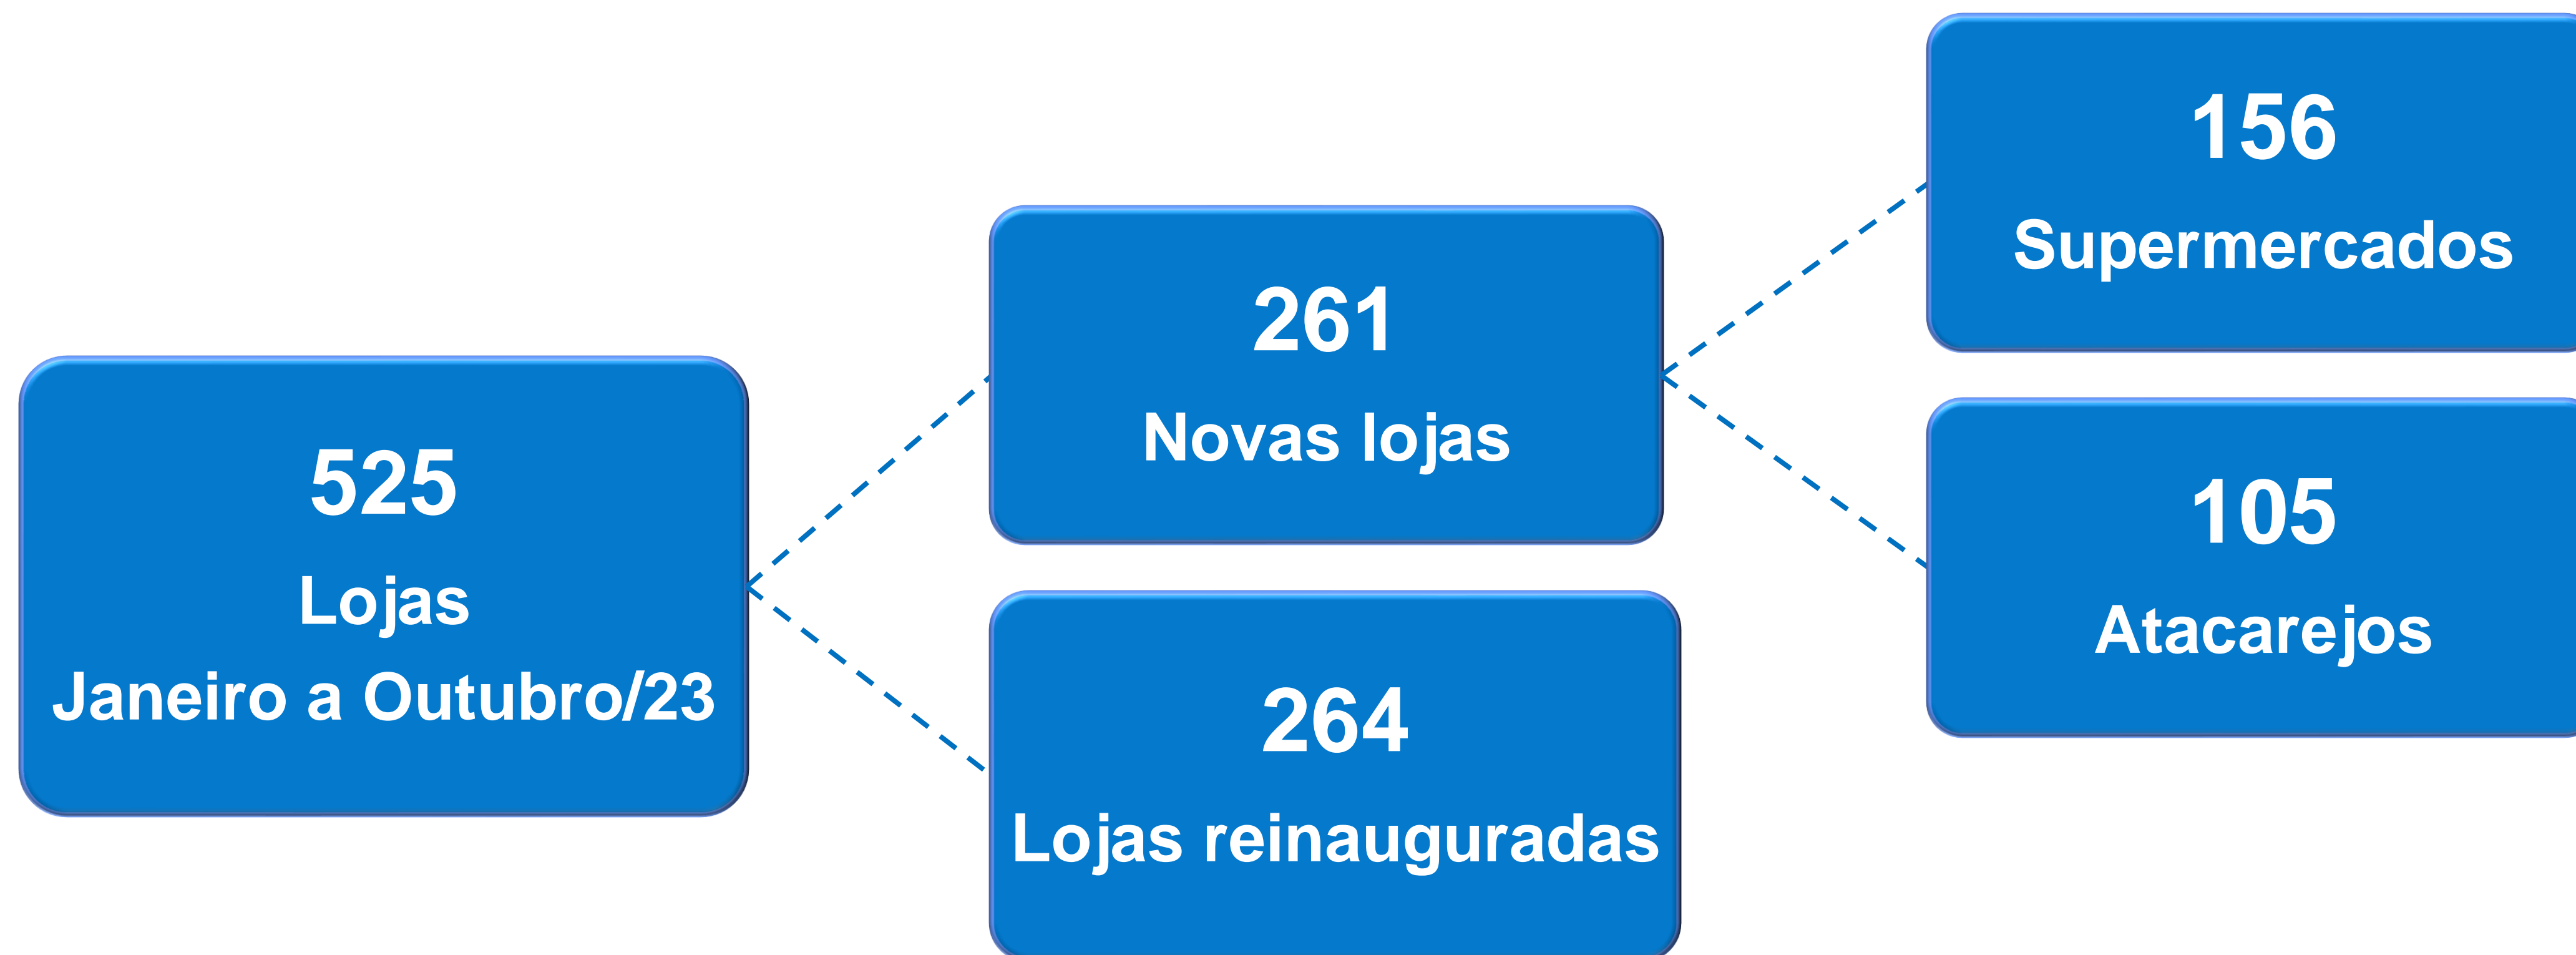 525
Lojas
Janeiro a Outubro/23
261
Novas lojas
264
Lojas reinauguradas
156
Supermercados
105
Atacarejos